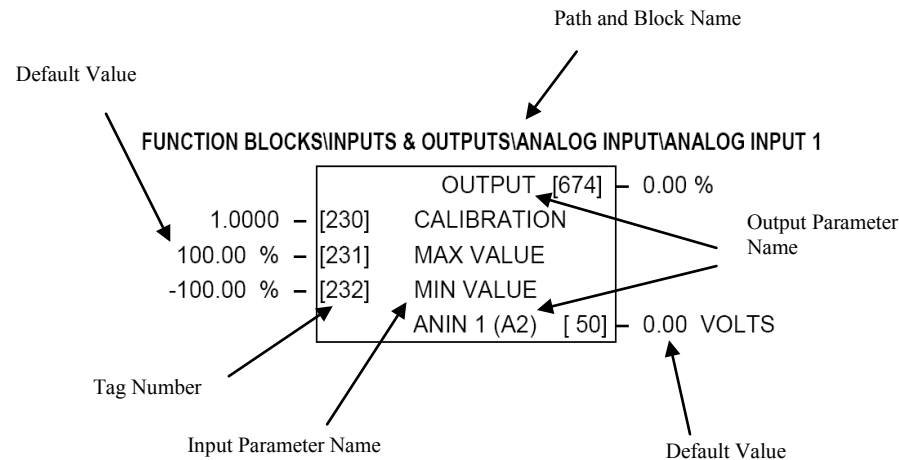 Path and Block Name
Default Value
FUNCTION BLOCKS\INPUTS & OUTPUTS\ANALOG INPUT\ANALOG INPUT 1
OUTPUT [674] – 0.00 %
1.0000 – [230] CALIBRATION
100.00 % – [231] MAX VALUE
-100.00 % – [232] MIN VALUE
ANIN 1 (A2) [ 50] – 0.00 VOLTS
Output Parameter
Name
Tag Number
Input Parameter Name
Default Value